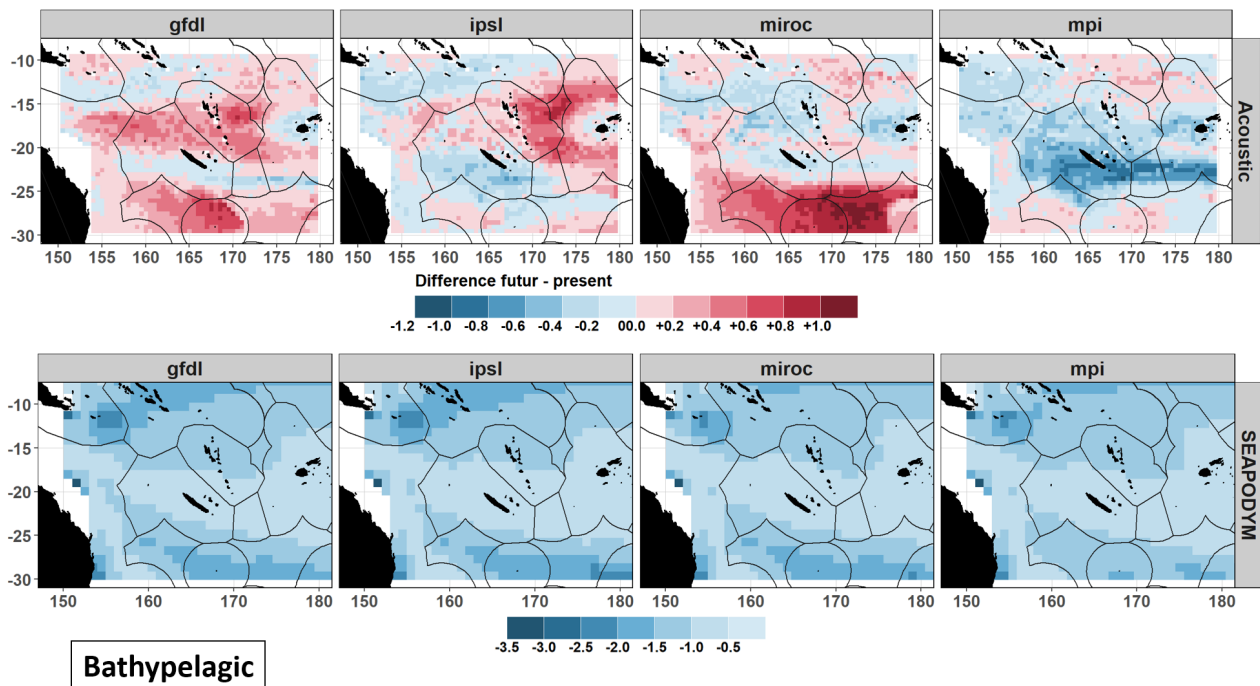 gfdl ipsl miroc mpi
-10
-15
-20
-25
-30
Acoustic
150 155 160 165 170 175 180 150 155 160 165 170 175 180 150 155 160 165 170 175 180 150 155 160 165 170 175 180
Difference futur - present
-1.2 -1.0 -0.8 -0.6 -0.4 -0.2 00.0 +0.2 +0.4 +0.6 +0.8 +1.0
gfdl ipsl miroc mpi
-10
-15
-20
-25
-30
SEAPODYM
150 160 170 180 150 160 170 180 150 160 170 180 150 160 170 180
-3.5 -3.0 -2.5 -2.0 -1.5 -1.0 -0.5
Bathypelagic